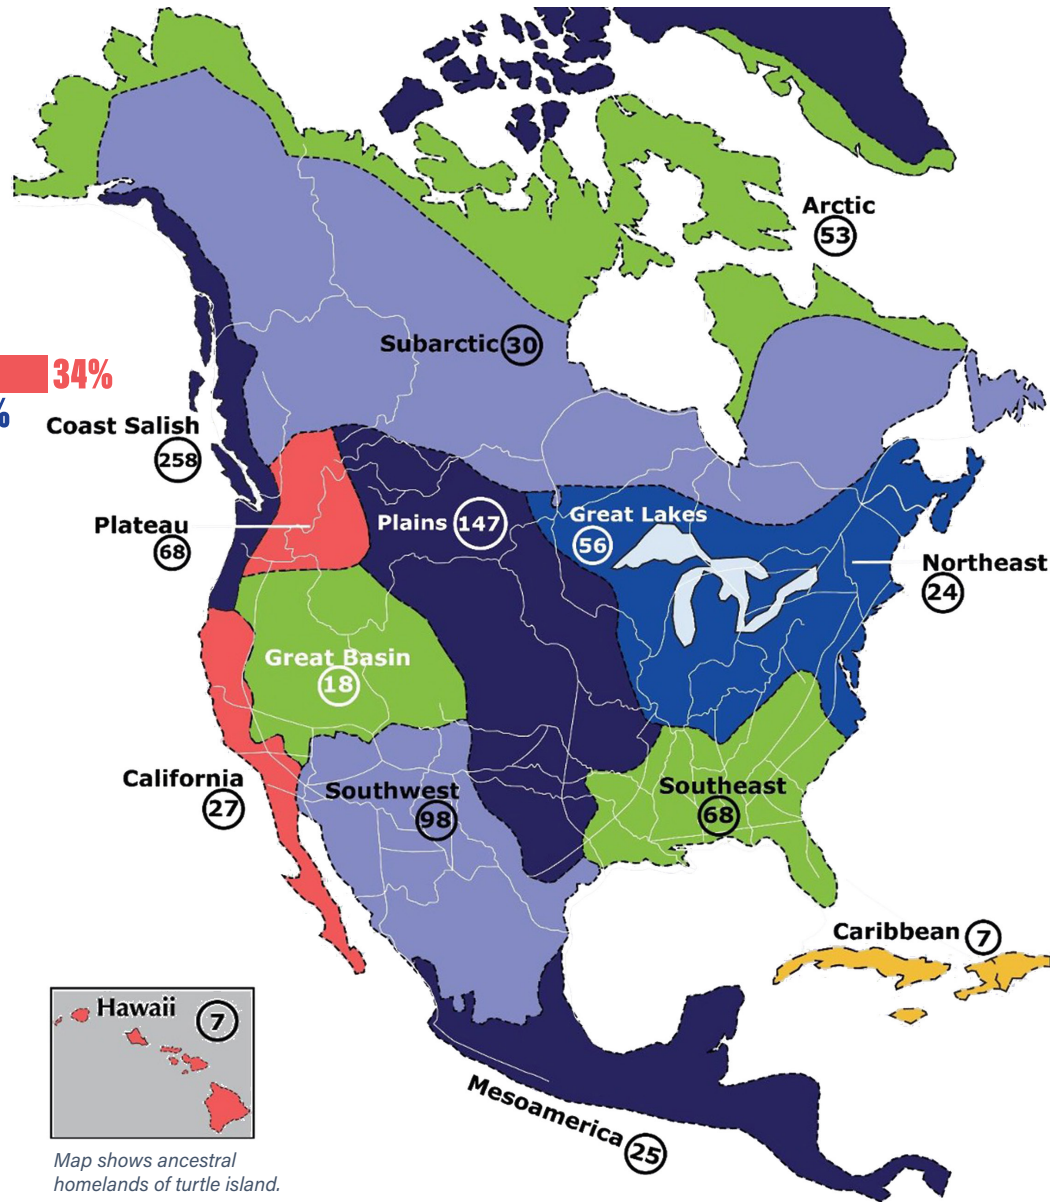 Arctic
53
Subarctic 30
34%
%
Coast Salish
258
Plains 147
Great Lakes
56
Plateau
68
Northeast
24
Great Basin
18
California
27
Southwest
98
Southeast
68
Caribbean 7
Hawaii 7
Mesoamerica 25
Map shows ancestral
homelands of turtle island.